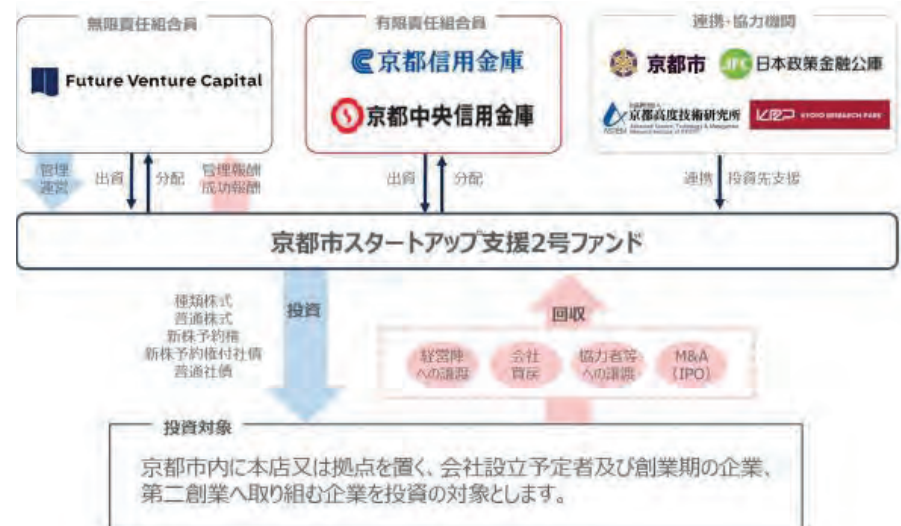 無限責任組合員
Future Venture Capital
有限責任組合員
京都信用金庫
京都中央信用金庫
連携・協力機関
京都市
JFC 日本政策金融公庫
京都高度技術研究所
ASTEM
KRP KYOTO RESEARCH PARK
管理
運営
出資
分配
管理報酬
成功報酬
出資
分配
連携
投資先支援
京都市スタートアップ支援2号ファンド
種類株式
普通株式
新株予約権
新株予約権付社債
普通社債
投資
回収
経営陣
への譲渡
会社
買戻
協力者等
への譲渡
M&A
(IPO)
投資対象
京都市内に本店又は拠点を置く、会社設立予定者及び創業期の企業、
第二創業へ取り組む企業を投資の対象とします。